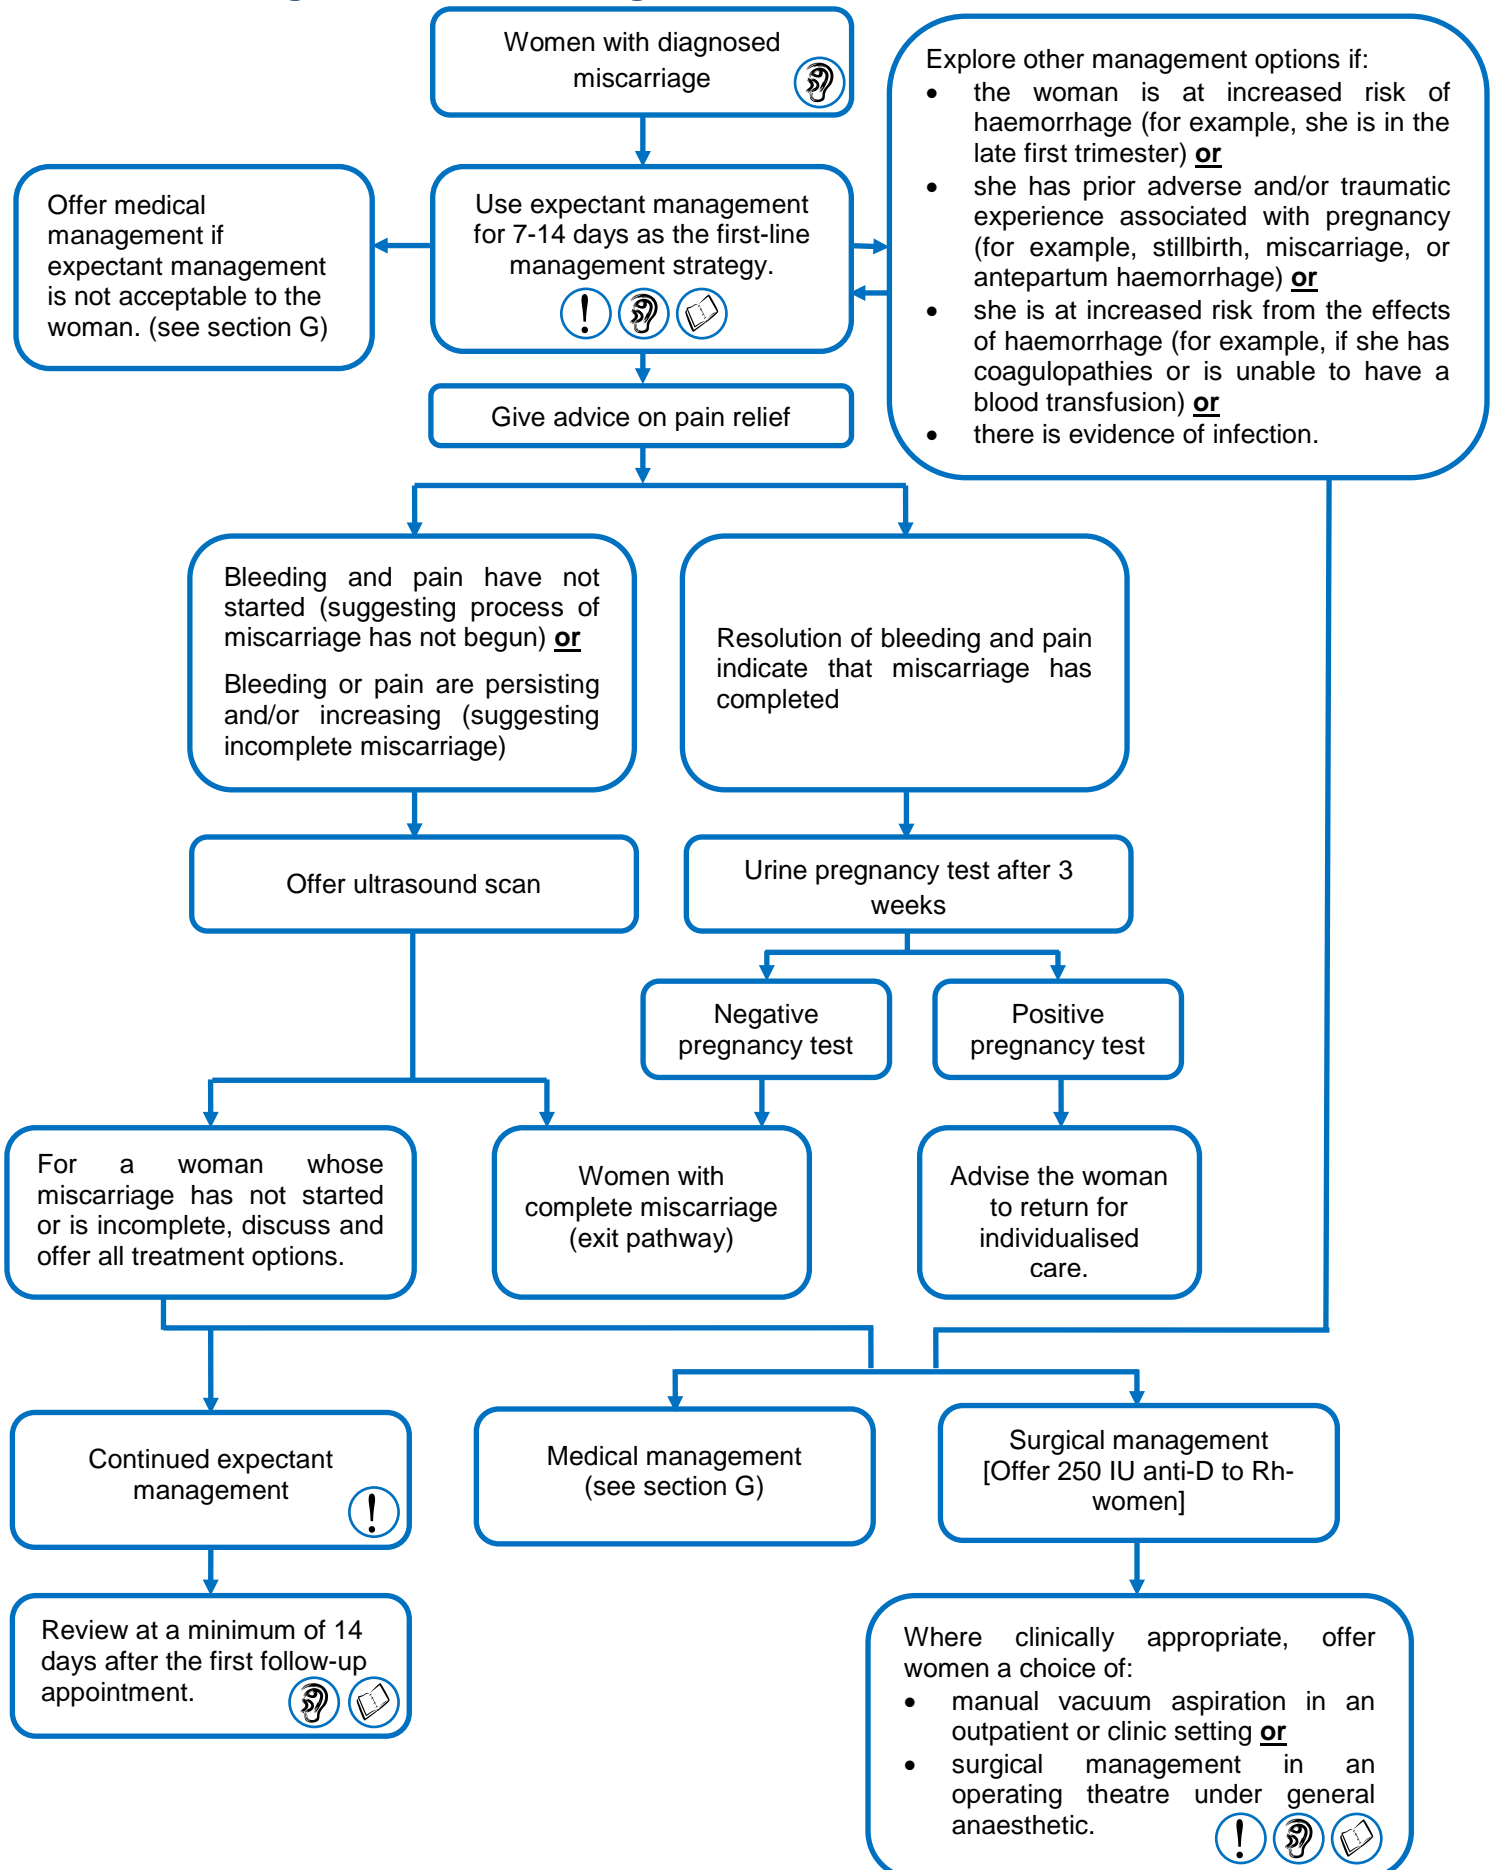 Women with diagnosed
miscarriage
Explore other management options if:
• the woman is at increased risk of
haemorrhage (for example, she is in the
late first trimester) or
• she has prior adverse and/or traumatic
experience associated with pregnancy
(for example, stillbirth, miscarriage, or
antepartum haemorrhage) or
• she is at increased risk from the effects
of haemorrhage (for example, if she has
coagulopathies or is unable to have a
blood transfusion) or
• there is evidence of infection.
Offer medical
management if
expectant management
is not acceptable to the
woman. (see section G)
Use expectant management
for 7-14 days as the first-line
management strategy.
!
Give advice on pain relief
Bleeding and pain have not
started (suggesting process of
miscarriage has not begun) or
Bleeding or pain are persisting
and/or increasing (suggesting
incomplete miscarriage)
Resolution of bleeding and pain
indicate that miscarriage has
completed
Offer ultrasound scan
Urine pregnancy test after 3
weeks
Negative
pregnancy test
Positive
pregnancy test
For a woman whose
miscarriage has not started
or is incomplete, discuss and
offer all treatment options.
Women with
complete miscarriage
(exit pathway)
Advise the woman
to return for
individualised
care.
Continued expectant
management
!
Medical management
(see section G)
Surgical management
[Offer 250 IU anti-D to Rh-
women]
Review at a minimum of 14
days after the first follow-up
appointment.
Where clinically appropriate, offer
women a choice of:
• manual vacuum aspiration in an
outpatient or clinic setting or
• surgical management in an
operating theatre under general
anaesthetic.
!